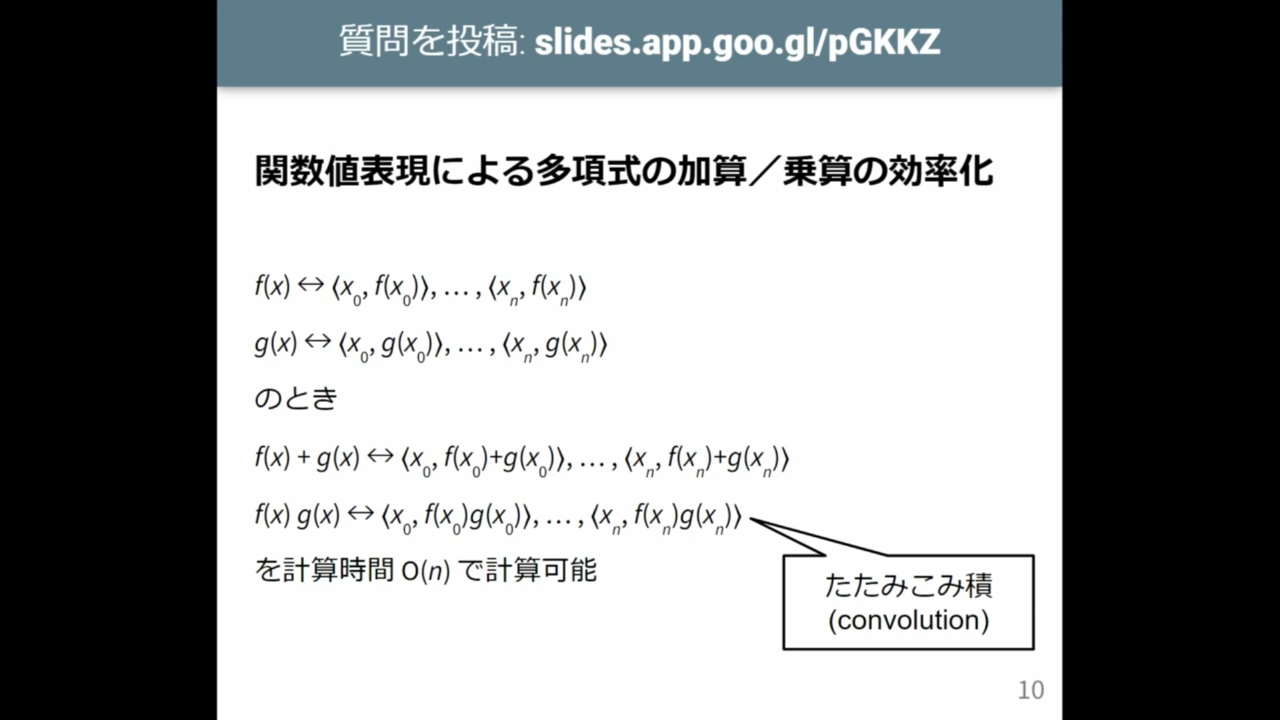 質問を投稿: slides.app.goo.gl/pGKKZ
関数値表現による多項式の加算／乗算の効率化
f(x) ↔ ⟨x₀, f(x₀)⟩, … , ⟨xₙ, f(xₙ)⟩
g(x) ↔ ⟨x₀, g(x₀)⟩, … , ⟨xₙ, g(xₙ)⟩
のとき
f(x) + g(x) ↔ ⟨x₀, f(x₀)+g(x₀)⟩, … , ⟨xₙ, f(xₙ)+g(xₙ)⟩
f(x) g(x) ↔ ⟨x₀, f(x₀)g(x₀)⟩, … , ⟨xₙ, f(xₙ)g(xₙ)⟩
を計算時間 O(n) で計算可能
たたみこみ積
(convolution)
10